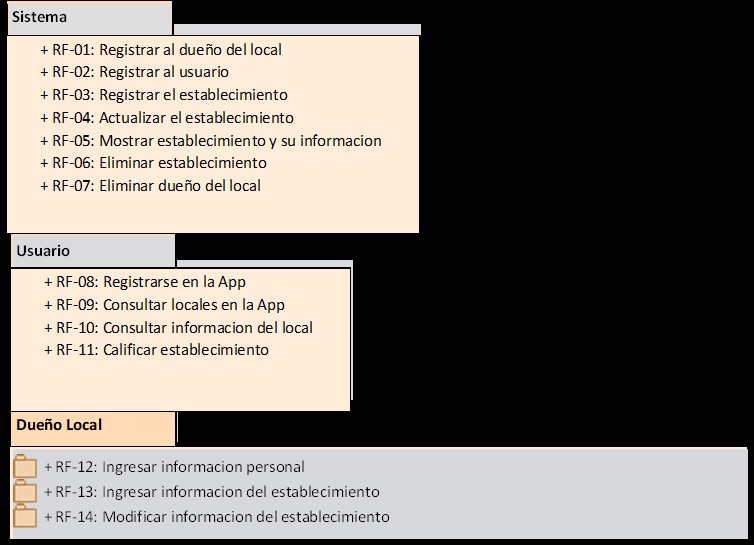 Sistema
+ RF-01: Registrar al dueño del local
+ RF-02: Registrar al usuario
+ RF-03: Registrar el establecimiento
+ RF-04: Actualizar el establecimiento
+ RF-05: Mostrar establecimiento y su informacion
+ RF-06: Eliminar establecimiento
+ RF-07: Eliminar dueño del local
Usuario
+ RF-08: Registrarse en la App
+ RF-09: Consultar locales en la App
+ RF-10: Consultar informacion del local
+ RF-11: Calificar establecimiento
Dueño Local
+ RF-12: Ingresar informacion personal
+ RF-13: Ingresar informacion del establecimiento
+ RF-14: Modificar informacion del establecimiento